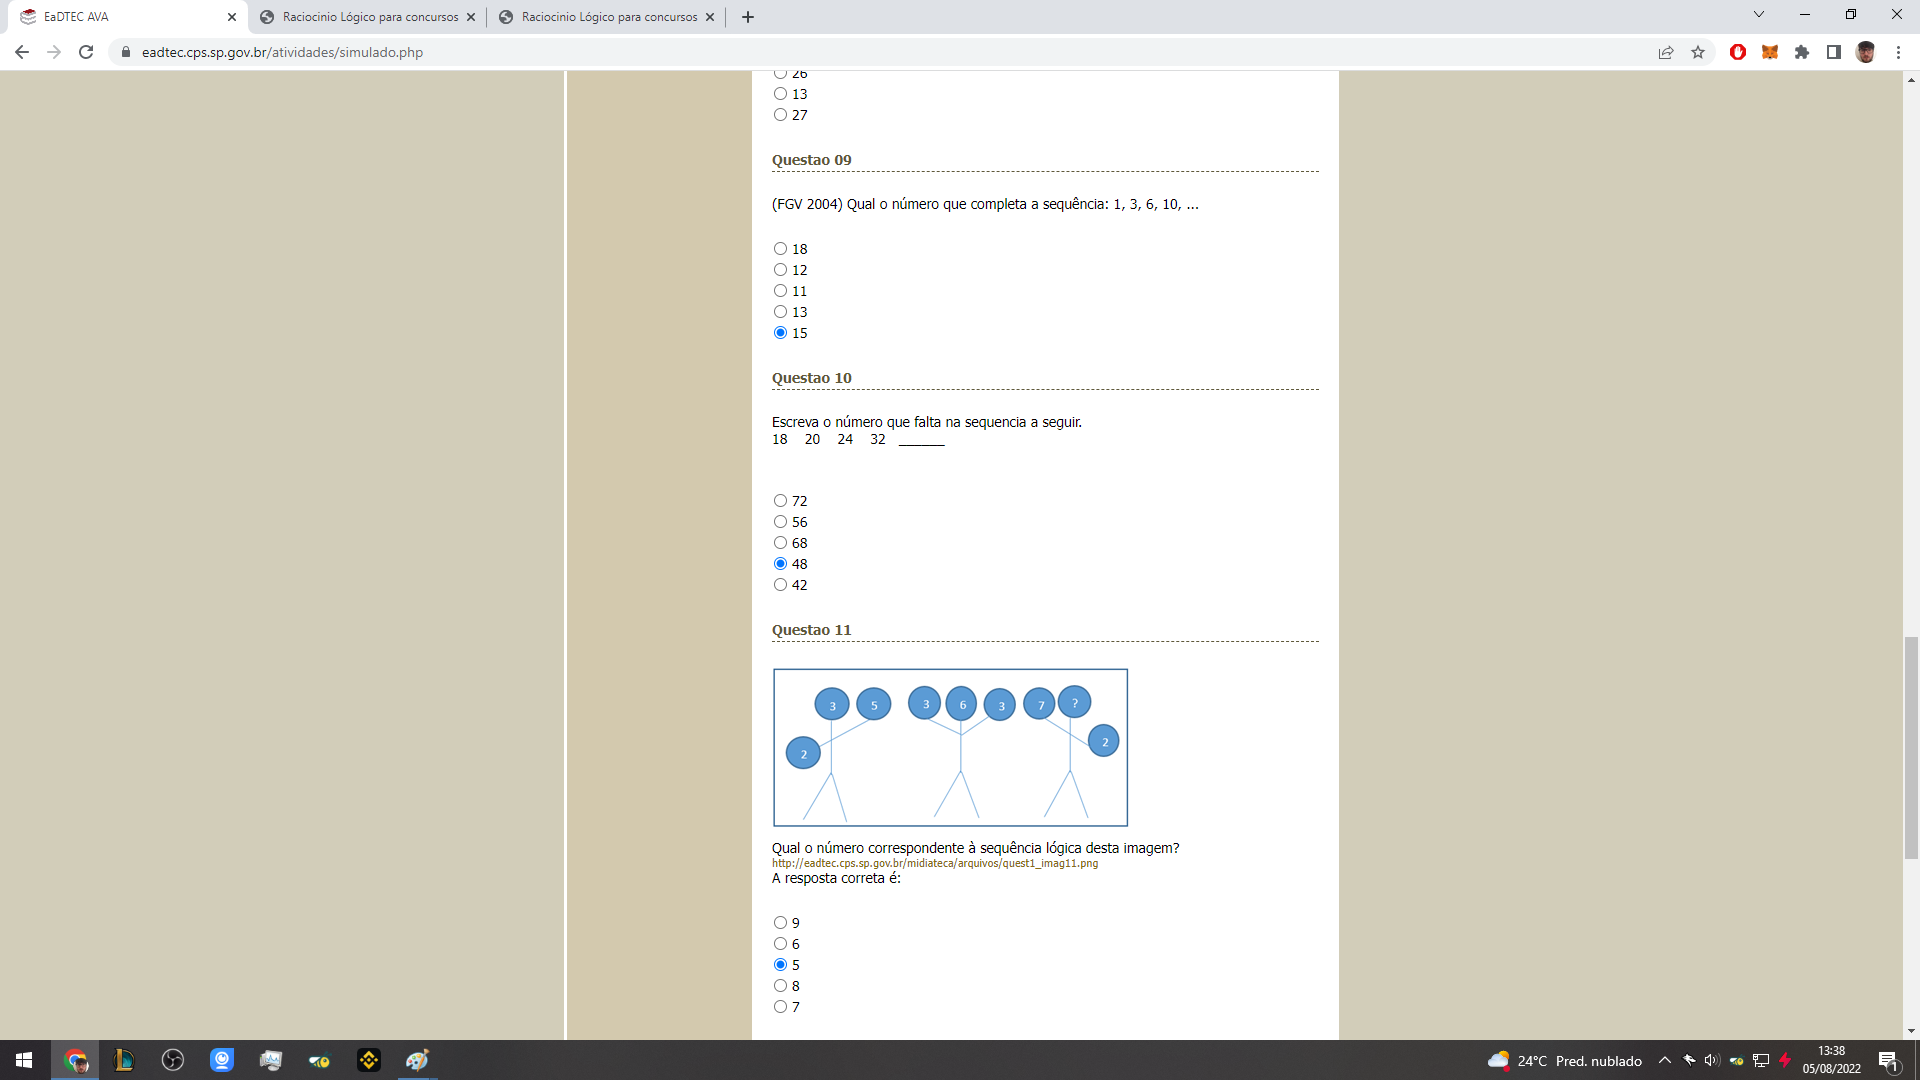 EaDTEC AVA
Raciocinio Lógico para concursos
Raciocinio Lógico para concursos
eadtec.cps.sp.gov.br/atividades/simulado.php
26
13
27
Questao 09
(FGV 2004) Qual o número que completa a sequência: 1, 3, 6, 10, ...
18
12
11
13
15
Questao 10
Escreva o número que falta na sequencia a seguir.
18 20 24 32 ______
72
56
68
48
42
Questao 11
3 5 3 6 3 7 ?
2 2
Qual o número correspondente à sequência lógica desta imagem?
http://eadtec.cps.sp.gov.br/midiateca/arquivos/quest1_imag11.png
A resposta correta é:
9
6
5
8
7
24°C Pred. nublado
13:38
05/08/2022
1